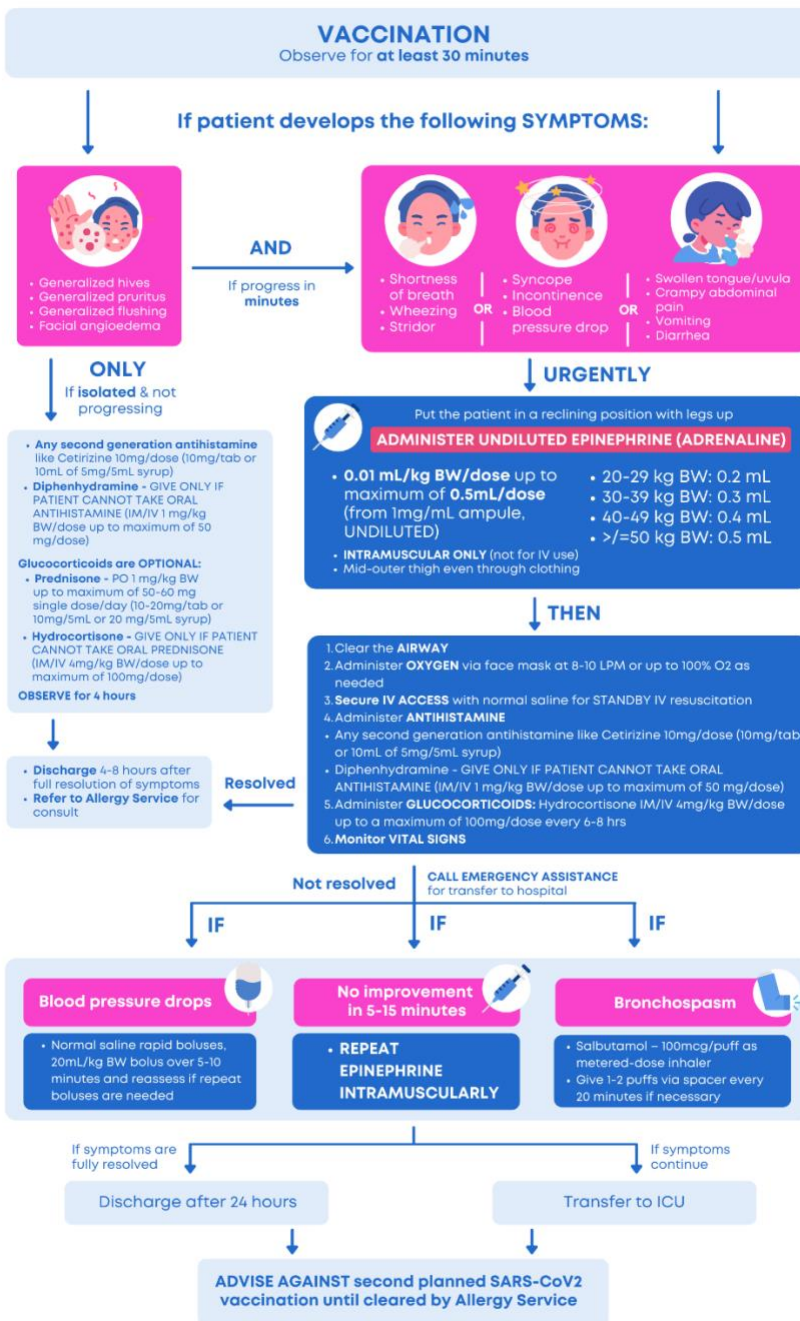 VACCINATION
Observe for at least 30 minutes
If patient develops the following SYMPTOMS:
• Generalized hives
• Generalized pruritus
• Generalized flushing
• Facial angioedema
AND
If progress in
minutes
• Shortness
of breath
• Wheezing
• Stridor
OR
• Syncope
• Incontinence
• Blood
pressure drop
OR
• Swollen tongue/uvula
• Crampy abdominal
pain
• Vomiting
• Diarrhea
ONLY
If isolated & not
progressing
• Any second generation antihistamine
like Cetirizine 10mg/dose (10mg/tab or
10mL of 5mg/5mL syrup)
• Diphenhydramine - GIVE ONLY IF
PATIENT CANNOT TAKE ORAL
ANTIHISTAMINE (IM/IV 1 mg/kg
BW/dose up to maximum of 50
mg/dose)
Glucocorticoids are OPTIONAL:
• Prednisone - PO 1 mg/kg BW
up to maximum of 50-60 mg
single dose/day (10-20mg/tab or
10mg/5mL or 20 mg/5mL syrup)
• Hydrocortisone - GIVE ONLY IF PATIENT
CANNOT TAKE ORAL PREDNISONE
(IM/IV 4mg/kg BW/dose up to
maximum of 100mg/dose)
OBSERVE for 4 hours
URGENTLY
Put the patient in a reclining position with legs up
ADMINISTER UNDILUTED EPINEPHRINE (ADRENALINE)
• 0.01 mL/kg BW/dose up to
maximum of 0.5mL/dose
(from 1mg/mL ampule,
UNDILUTED)
• INTRAMUSCULAR ONLY (not for IV use)
• Mid-outer thigh even through clothing
• 20-29 kg BW: 0.2 mL
• 30-39 kg BW: 0.3 mL
• 40-49 kg BW: 0.4 mL
• >/=50 kg BW: 0.5 mL
THEN
1. Clear the AIRWAY
2. Administer OXYGEN via face mask at 8-10 LPM or up to 100% O2 as
needed
3. Secure IV ACCESS with normal saline for STANDBY IV resuscitation
4. Administer ANTIHISTAMINE
• Any second generation antihistamine like Cetirizine 10mg/dose (10mg/tab
or 10mL of 5mg/5mL syrup)
• Diphenhydramine - GIVE ONLY IF PATIENT CANNOT TAKE ORAL
ANTIHISTAMINE (IM/IV 1 mg/kg BW/dose up to maximum of 50 mg/dose)
5. Administer GLUCOCORTICOIDS: Hydrocortisone IM/IV 4mg/kg BW/dose
up to a maximum of 100mg/dose every 6-8 hrs
6. Monitor VITAL SIGNS
Resolved
• Discharge 4-8 hours after
full resolution of symptoms
• Refer to Allergy Service for
consult
Not resolved
CALL EMERGENCY ASSISTANCE
for transfer to hospital
IF
IF
IF
Blood pressure drops
• Normal saline rapid boluses,
20mL/kg BW bolus over 5-10
minutes and reassess if repeat
boluses are needed
No improvement
in 5-15 minutes
• REPEAT
EPINEPHRINE
INTRAMUSCULARLY
Bronchospasm
• Salbutamol – 100mcg/puff as
metered-dose inhaler
• Give 1-2 puffs via spacer every
20 minutes if necessary
If symptoms are
fully resolved
If symptoms
continue
Discharge after 24 hours
Transfer to ICU
ADVISE AGAINST second planned SARS-CoV2
vaccination until cleared by Allergy Service